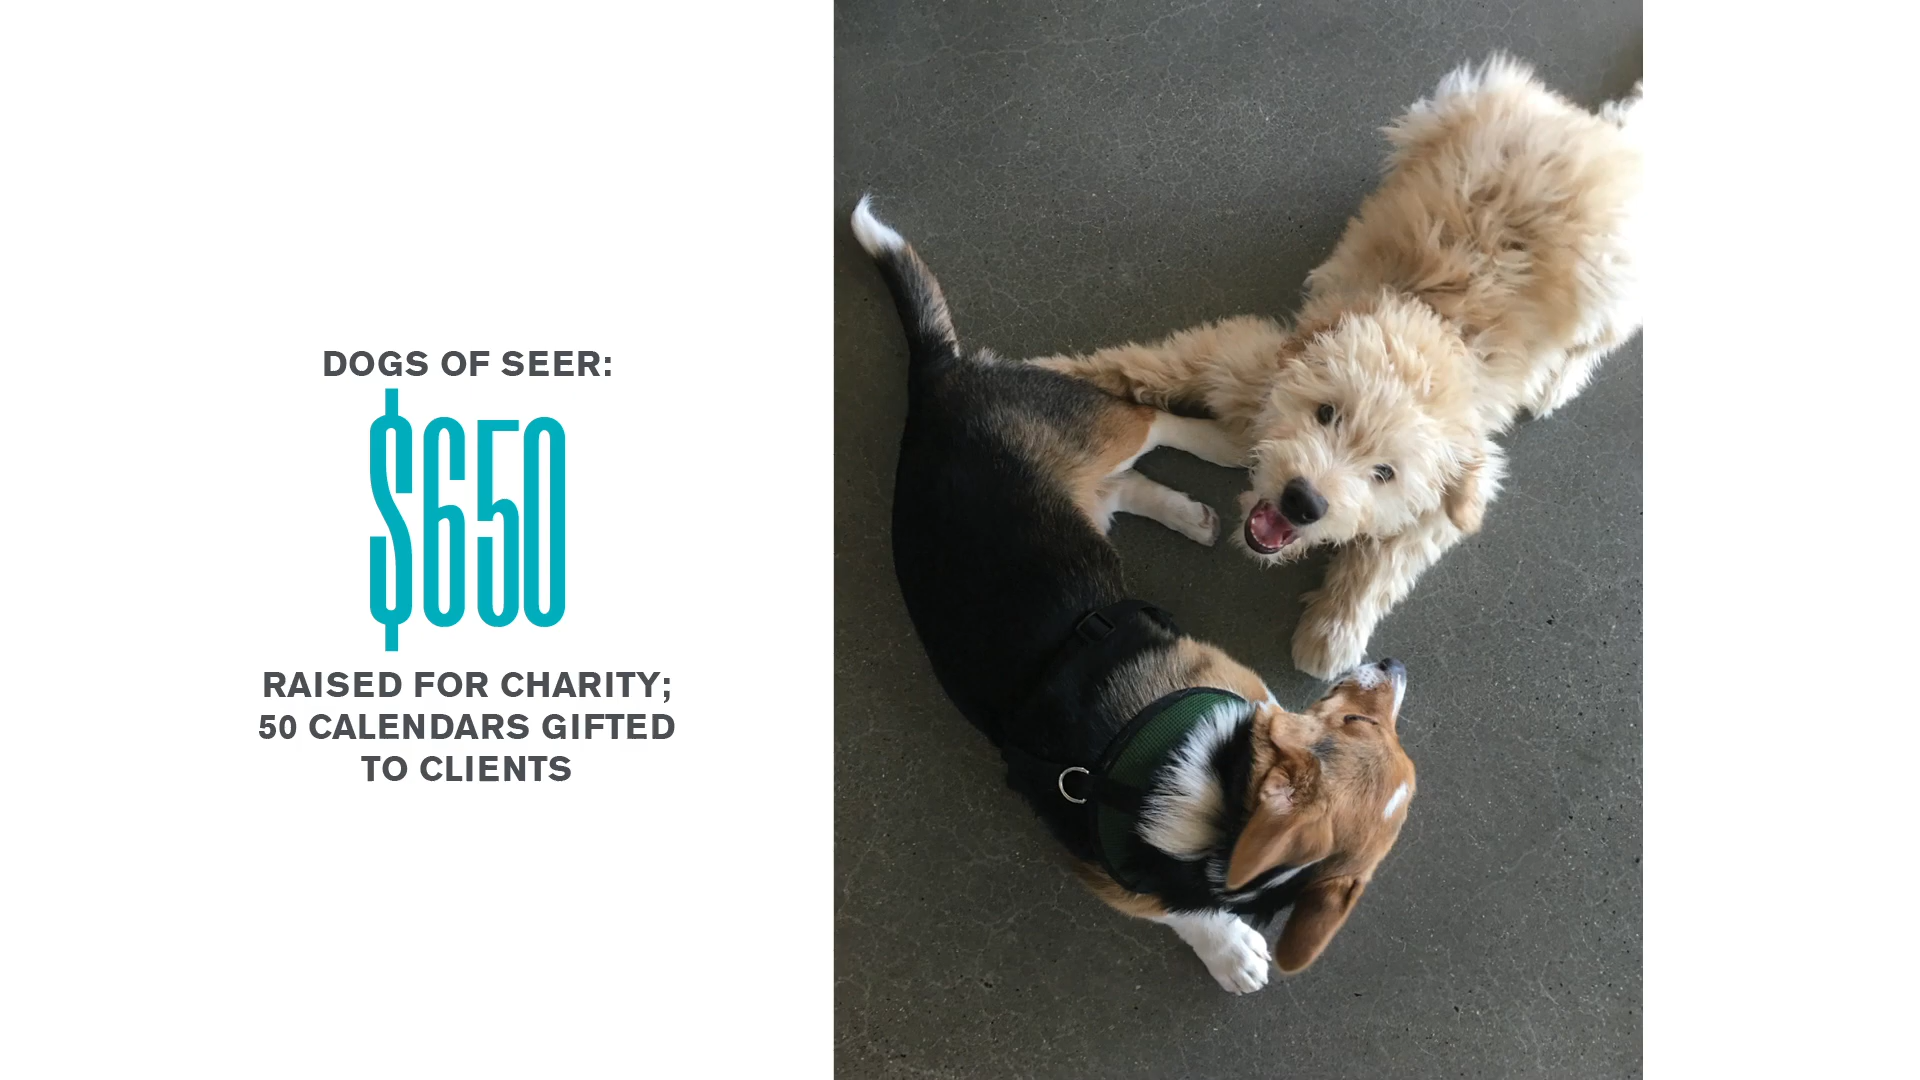 DOGS OF SEER:
$650
RAISED FOR CHARITY;
50 CALENDARS GIFTED
TO CLIENTS